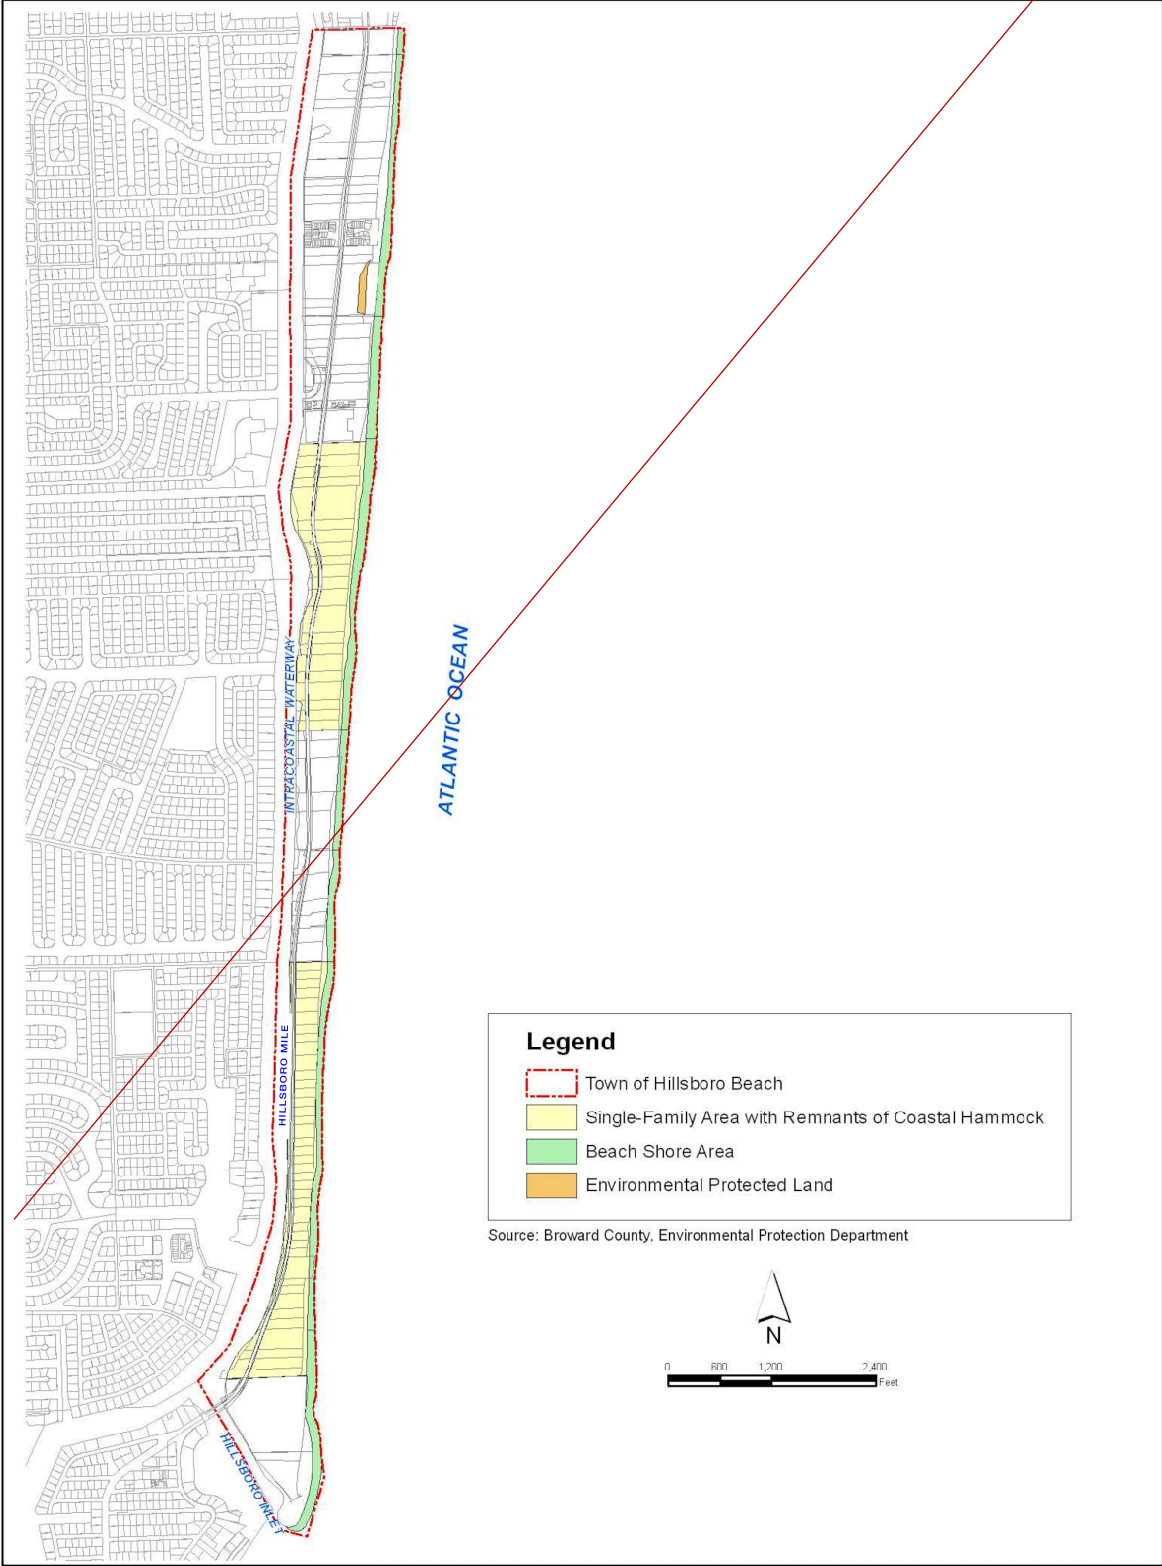 INTRACOASTAL WATERWAY
ATLANTIC OCEAN
HILLSBORO MILE
Legend
Town of Hillsboro Beach
Single-Family Area with Remnants of Coastal Hammock
Beach Shore Area
Environmental Protected Land
Source: Broward County, Environmental Protection Department
N
0 600 1,200 2,400
Feet
HILLSBORO INLET